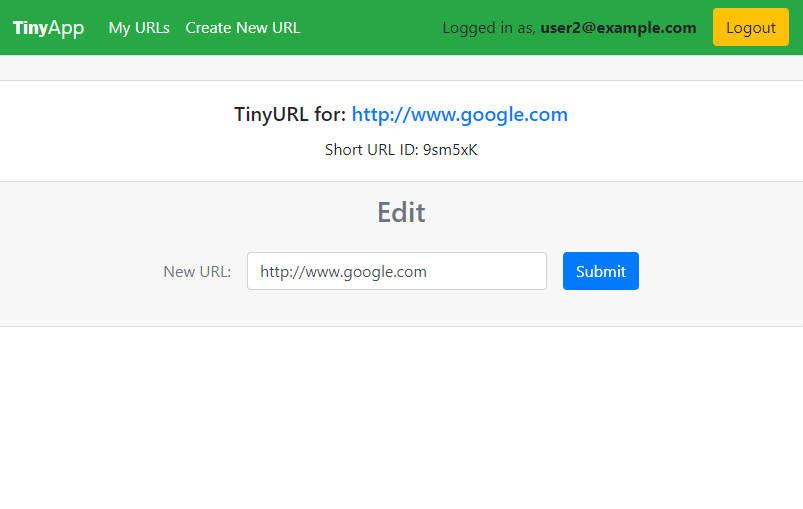 TinyApp My URLs Create New URL Logged in as, user2@example.com Logout
TinyURL for: http://www.google.com
Short URL ID: 9sm5xK
Edit
New URL: http://www.google.com Submit